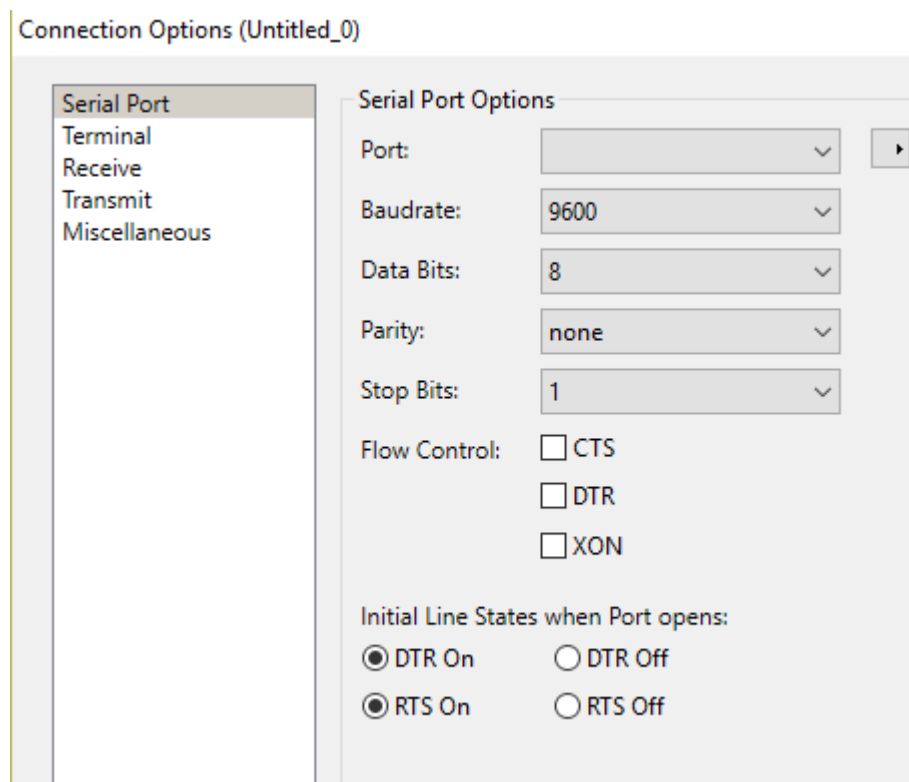 Connection Options (Untitled_0)
Serial Port
Terminal
Receive
Transmit
Miscellaneous
Serial Port Options
Port:
Baudrate: 9600
Data Bits: 8
Parity: none
Stop Bits: 1
Flow Control: CTS
DTR
XON
Initial Line States when Port opens:
DTR On DTR Off
RTS On RTS Off